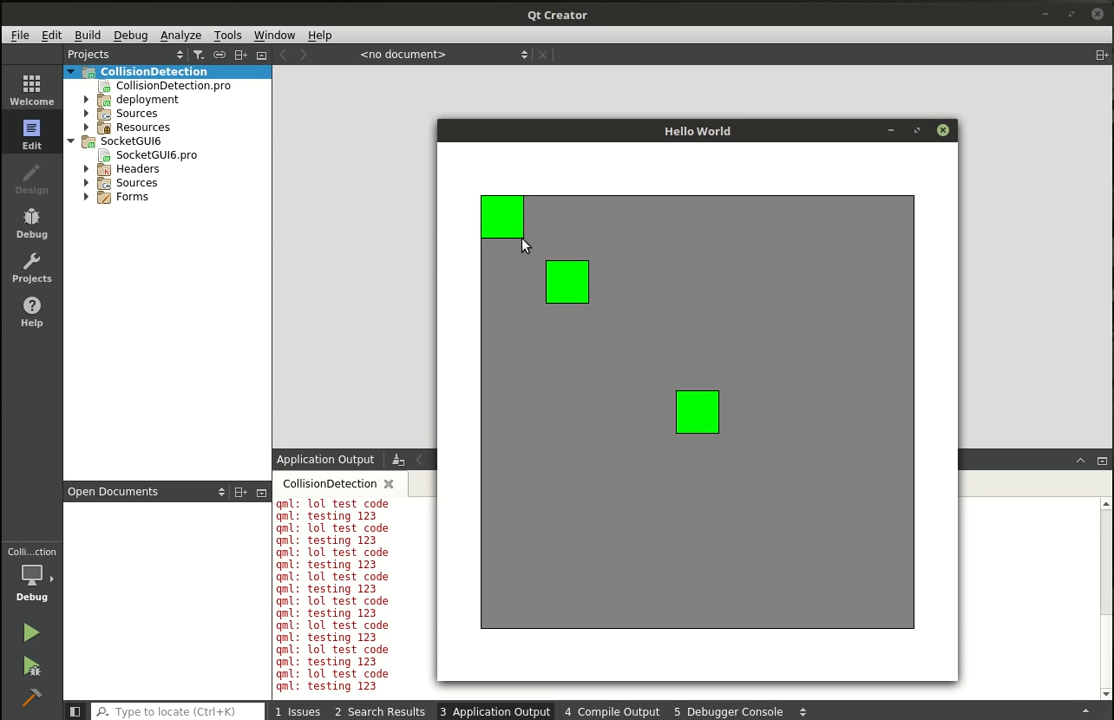 Qt Creator
File Edit Build Debug Analyze Tools Window Help
Projects
<no document>
Welcome
Edit
Design
Debug
Projects
Help
CollisionDetection
CollisionDetection.pro
deployment
Sources
Resources
SocketGUI6
SocketGUI6.pro
Headers
Sources
Forms
Hello World
Open Documents
Application Output
CollisionDetection
qml: lol test code
qml: testing 123
qml: lol test code
qml: testing 123
qml: lol test code
qml: testing 123
qml: lol test code
qml: testing 123
qml: lol test code
qml: testing 123
qml: lol test code
qml: testing 123
qml: lol test code
qml: testing 123
qml: lol test code
qml: testing 123
Colli...ction
Debug
Type to locate (Ctrl+K)
1 Issues 2 Search Results 3 Application Output 4 Compile Output 5 Debugger Console